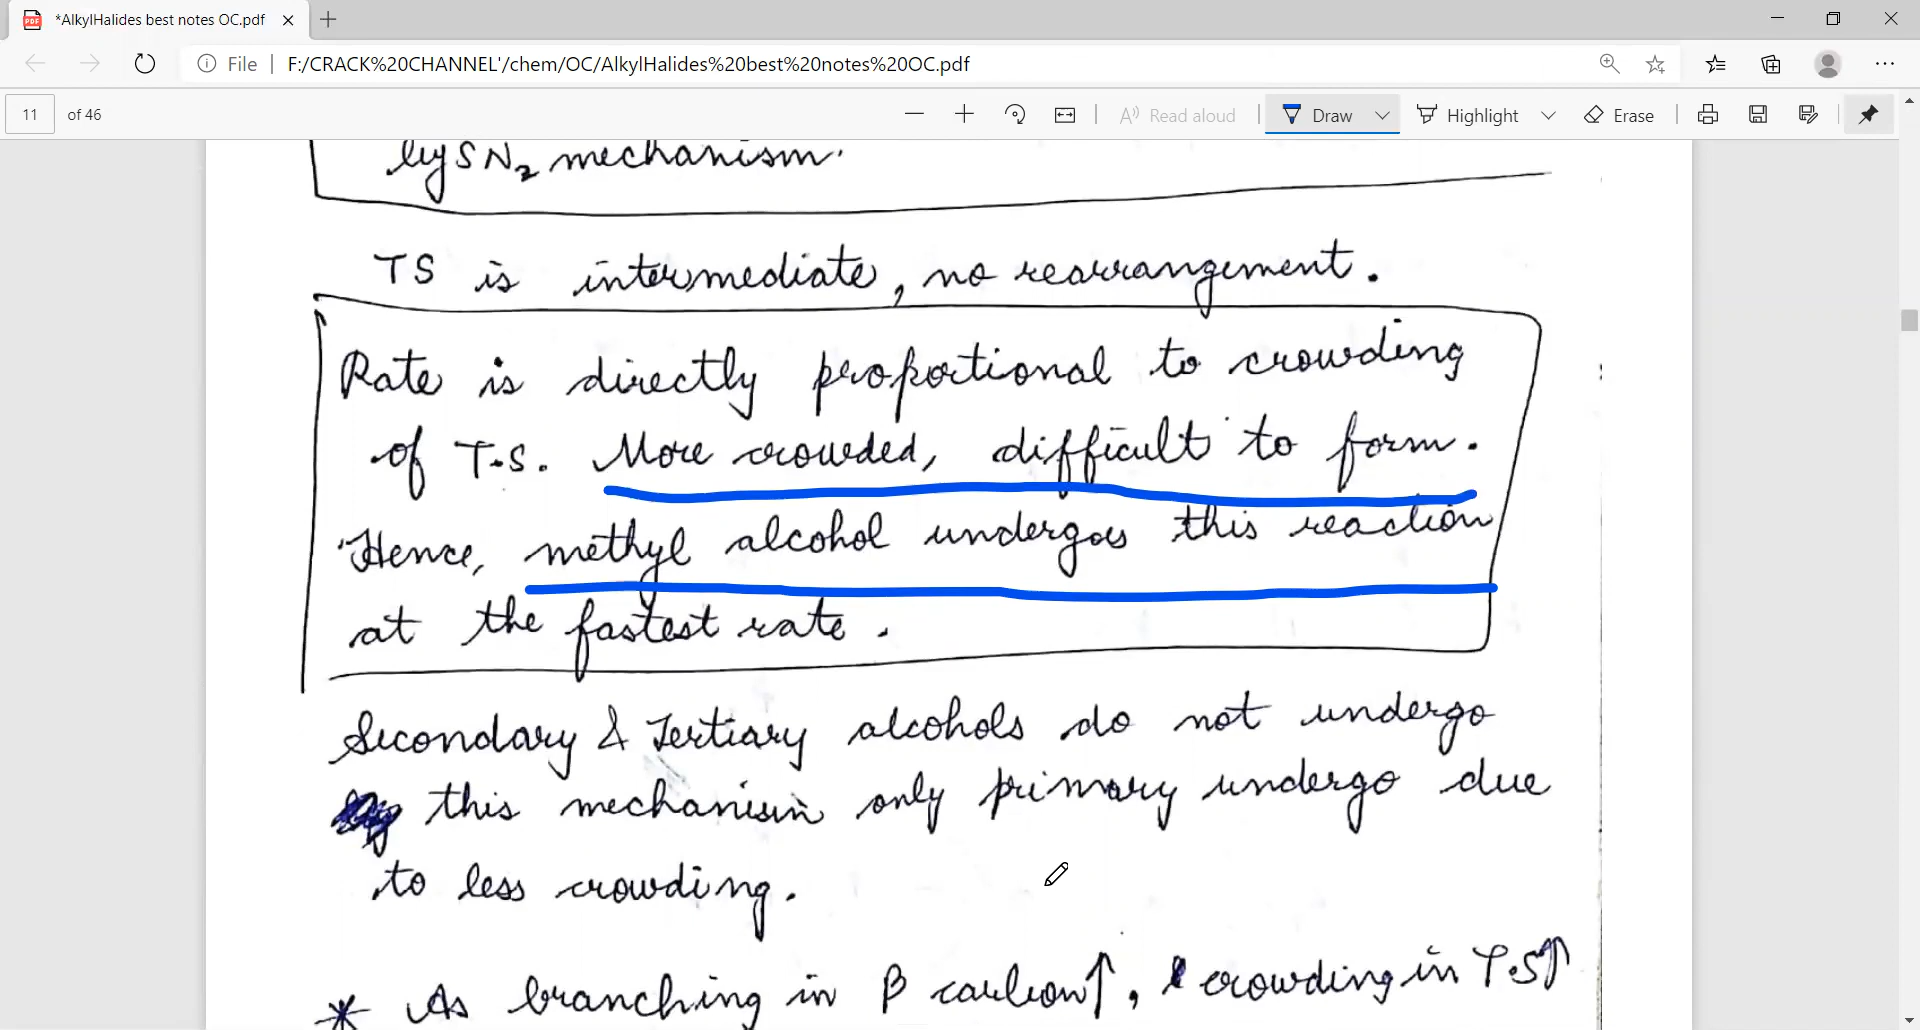 *AlkylHalides best notes OC.pdf
File | F:/CRACK%20CHANNEL'/chem/OC/AlkylHalides%20best%20notes%20OC.pdf
11 of 46 Read aloud Draw Highlight Erase
by SN2 mechanism.
TS is intermediate, no rearrangement.
Rate is directly proportional to crowding
of T.S. More crowded, difficult to form.
Hence, methyl alcohol undergoes this reaction
at the fastest rate.
Secondary & Tertiary alcohols do not undergo
this mechanism only primary undergo due
to less crowding.
* As branching in β carbon↑, crowding in T.S↑